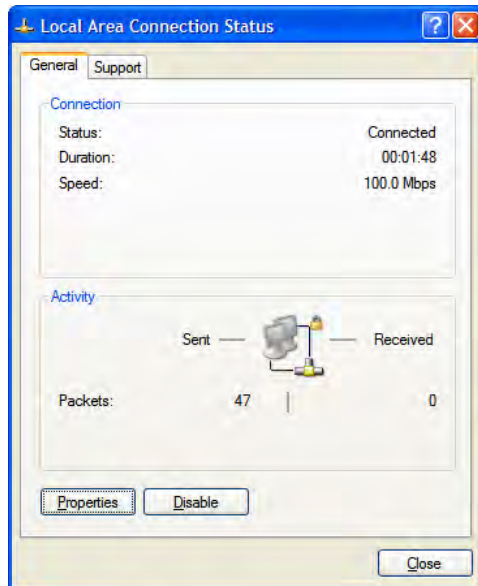 Local Area Connection Status
General Support
Connection
Status: Connected
Duration: 00:01:48
Speed: 100.0 Mbps
Activity
Sent Received
Packets: 47 0
Properties Disable
Close